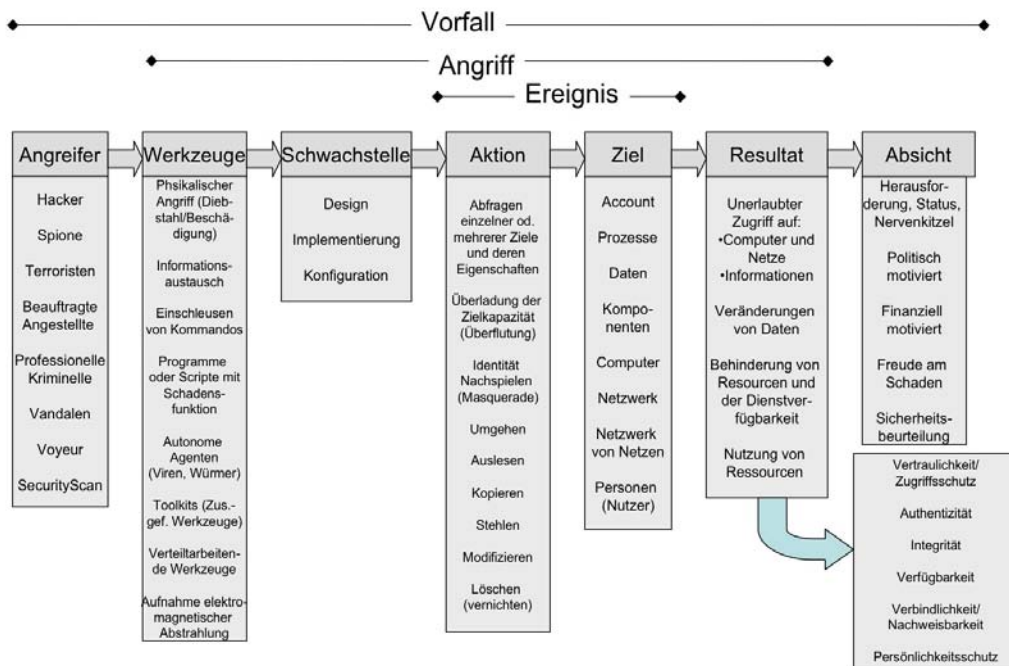 Vorfall
Angriff
Ereignis
Angreifer
Hacker
Spione
Terroristen
Beauftragte
Angestellte
Professionelle
Kriminelle
Vandalen
Voyeur
SecurityScan
Werkzeuge
Phsikalischer
Angriff (Dieb-
stahl/Beschä-
digung)
Informations-
austausch
Einschleusen
von Kommandos
Programme
oder Scripte mit
Schadens-
funktion
Autonome
Agenten
(Viren, Würmer)
Toolkits (Zus.-
gef. Werkzeuge)
Verteiltarbeiten-
de Werkzeuge
Aufnahme elektro-
magnetischer
Abstrahlung
Schwachstelle
Design
Implementierung
Konfiguration
Aktion
Abfragen
einzelner od.
mehrerer Ziele
und deren
Eigenschaften
Überladung der
Zielkapazität
(Überflutung)
Identität
Nachspielen
(Masquerade)
Umgehen
Auslesen
Kopieren
Stehlen
Modifizieren
Löschen
(vernichten)
Ziel
Account
Prozesse
Daten
Kompo-
nenten
Computer
Netzwerk
Netzwerk
von Netzen
Personen
(Nutzer)
Resultat
Unerlaubter
Zugriff auf:
•Computer und
Netze
•Informationen
Veränderungen
von Daten
Behinderung von
Resourcen und
der Dienstver-
fügbarkeit
Nutzung von
Ressourcen
Absicht
Herausfor-
derung, Status,
Nervenkitzel
Politisch
motiviert
Finanziell
motiviert
Freude am
Schaden
Sicherheits-
beurteilung
Vertraulichkeit/
Zugriffsschutz
Authentizität
Integrität
Verfügbarkeit
Verbindlichkeit/
Nachweisbarkeit
Persönlichkeitsschutz